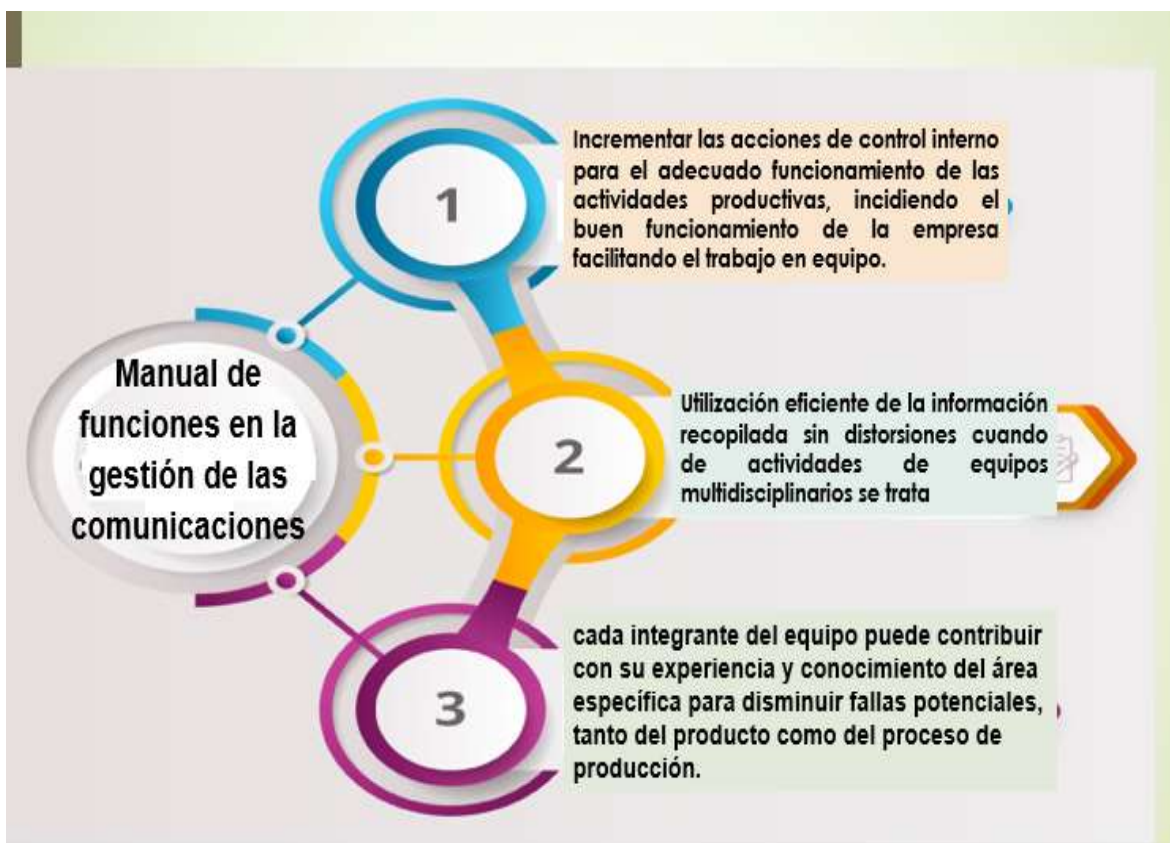 Manual de
funciones en la
gestión de las
comunicaciones
1
Incrementar las acciones de control interno
para el adecuado funcionamiento de las
actividades productivas, incidiendo el
buen funcionamiento de la empresa
facilitando el trabajo en equipo.
2
Utilización eficiente de la información
recopilada sin distorsiones cuando
de actividades de equipos
multidisciplinarios se trata
3
cada integrante del equipo puede contribuir
con su experiencia y conocimiento del área
específica para disminuir fallas potenciales,
tanto del producto como del proceso de
producción.